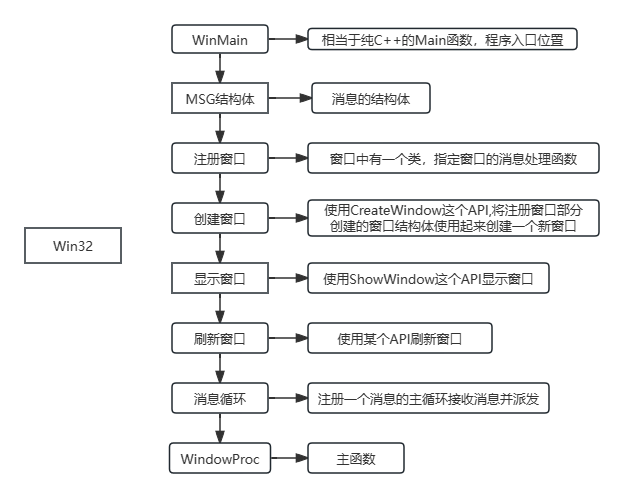 WinMain
相当于纯C++的Main函数，程序入口位置
MSG结构体
消息的结构体
注册窗口
窗口中有一个类，指定窗口的消息处理函数
创建窗口
使用CreateWindow这个API,将注册窗口部分
创建的窗口结构体使用起来创建一个新窗口
Win32
显示窗口
使用ShowWindow这个API显示窗口
刷新窗口
使用某个API刷新窗口
消息循环
注册一个消息的主循环接收消息并派发
WindowProc
主函数